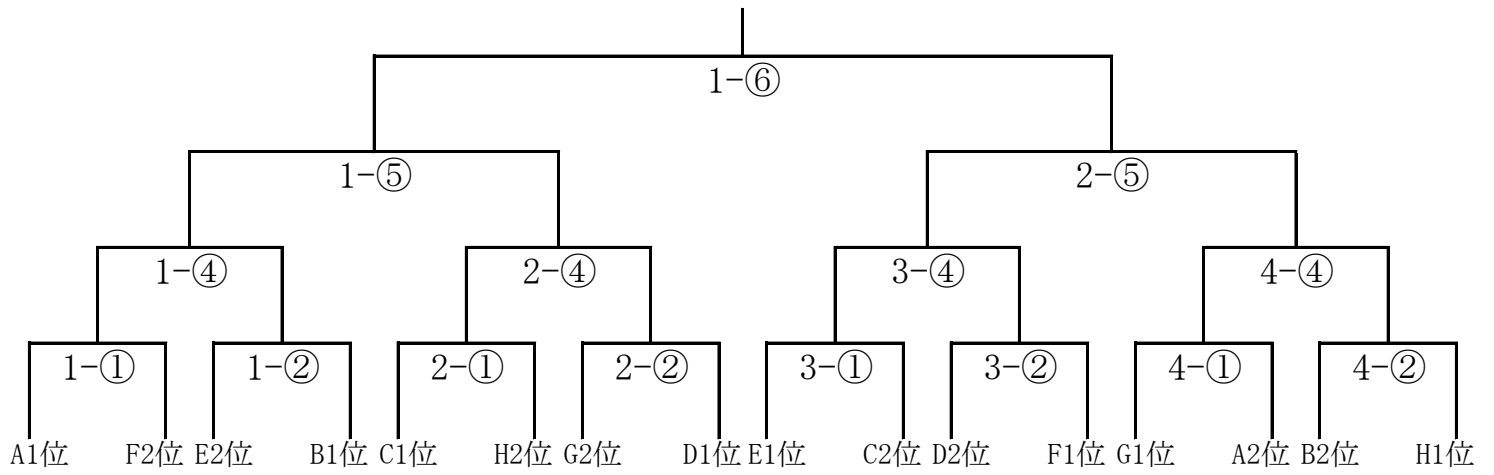 1-⑥
1-⑤ 2-⑤
1-④ 2-④ 3-④ 4-④
1-① 1-② 2-① 2-② 3-① 3-② 4-① 4-②
A1位 F2位 E2位 B1位 C1位 H2位 G2位 D1位 E1位 C2位 D2位 F1位 G1位 A2位 B2位 H1位